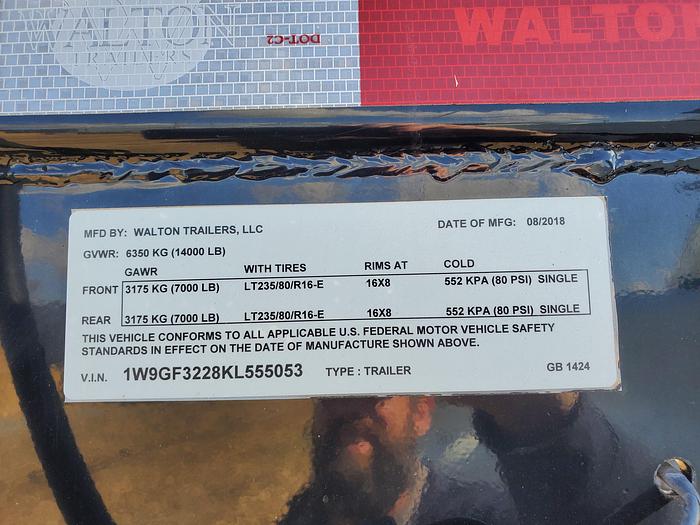 WALTON
TRAILERS
DOT-C2
WALTO
MFD BY: WALTON TRAILERS, LLC DATE OF MFG: 08/2018
GVWR: 6350 KG (14000 LB)
GAWR WITH TIRES RIMS AT COLD
FRONT 3175 KG (7000 LB) LT235/80/R16-E 16X8 552 KPA (80 PSI) SINGLE
REAR 3175 KG (7000 LB) LT235/80/R16-E 16X8 552 KPA (80 PSI) SINGLE
THIS VEHICLE CONFORMS TO ALL APPLICABLE U.S. FEDERAL MOTOR VEHICLE SAFETY
STANDARDS IN EFFECT ON THE DATE OF MANUFACTURE SHOWN ABOVE.
V.I.N. 1W9GF3228KL555053 TYPE : TRAILER GB 1424